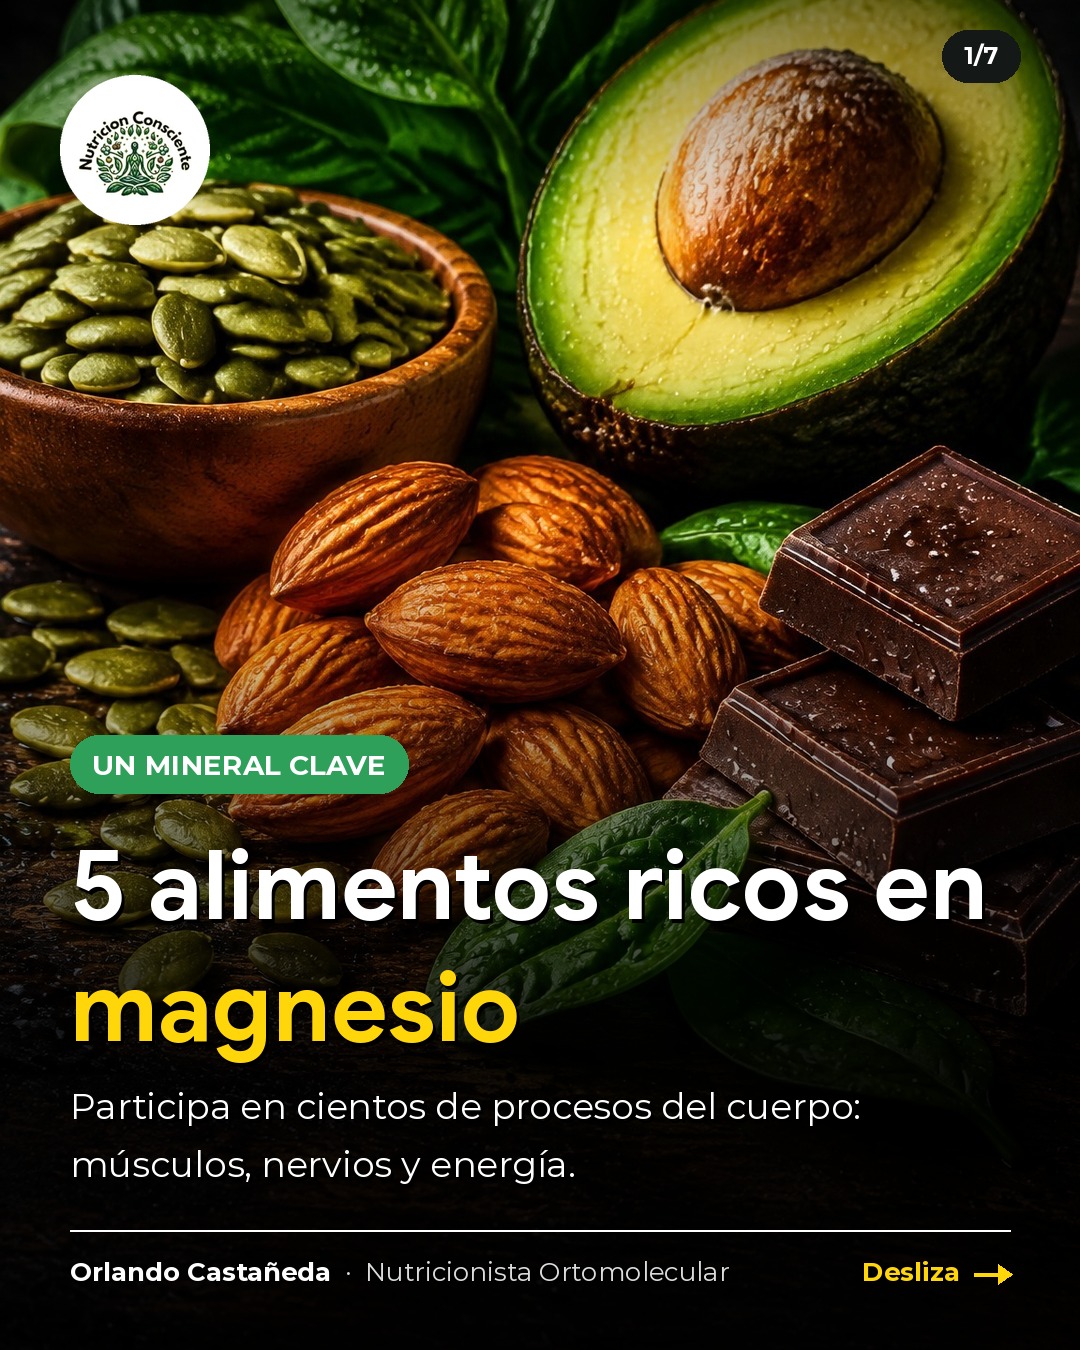 1/7
Nutricion Consciente
UN MINERAL CLAVE
5 alimentos ricos en
magnesio
Participa en cientos de procesos del cuerpo:
músculos, nervios y energía.
Orlando Castañeda · Nutricionista Ortomolecular
Desliza →